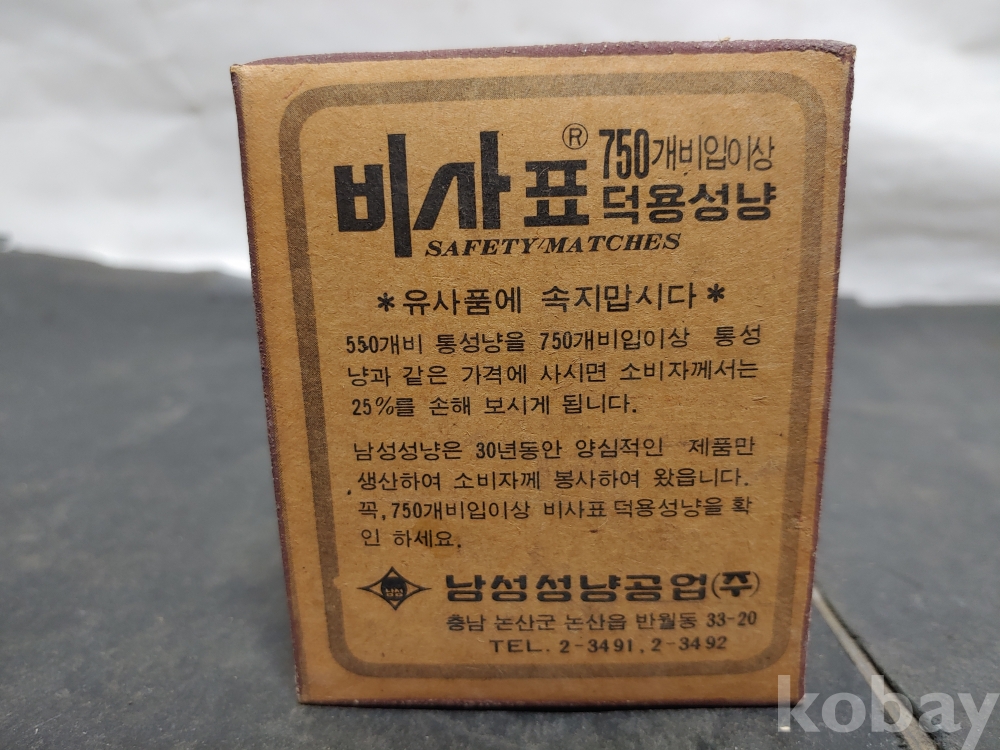 비사표® 750개비입이상
덕용성냥
SAFETY MATCHES
*유사품에 속지맙시다*
550개비 통성냥을 750개비입이상 통성
냥과 같은 가격에 사시면 소비자께서는
25%를 손해 보시게 됩니다.
남성성냥은 30년동안 양심적인 제품만
생산하여 소비자께 봉사하여 왔읍니다.
꼭, 750개비입이상 비사표 덕용성냥을 확
인 하세요.
남성
남성성냥공업(주)
충남 논산군 논산읍 반월동 33-20
TEL. 2-3491, 2-3492
kobay